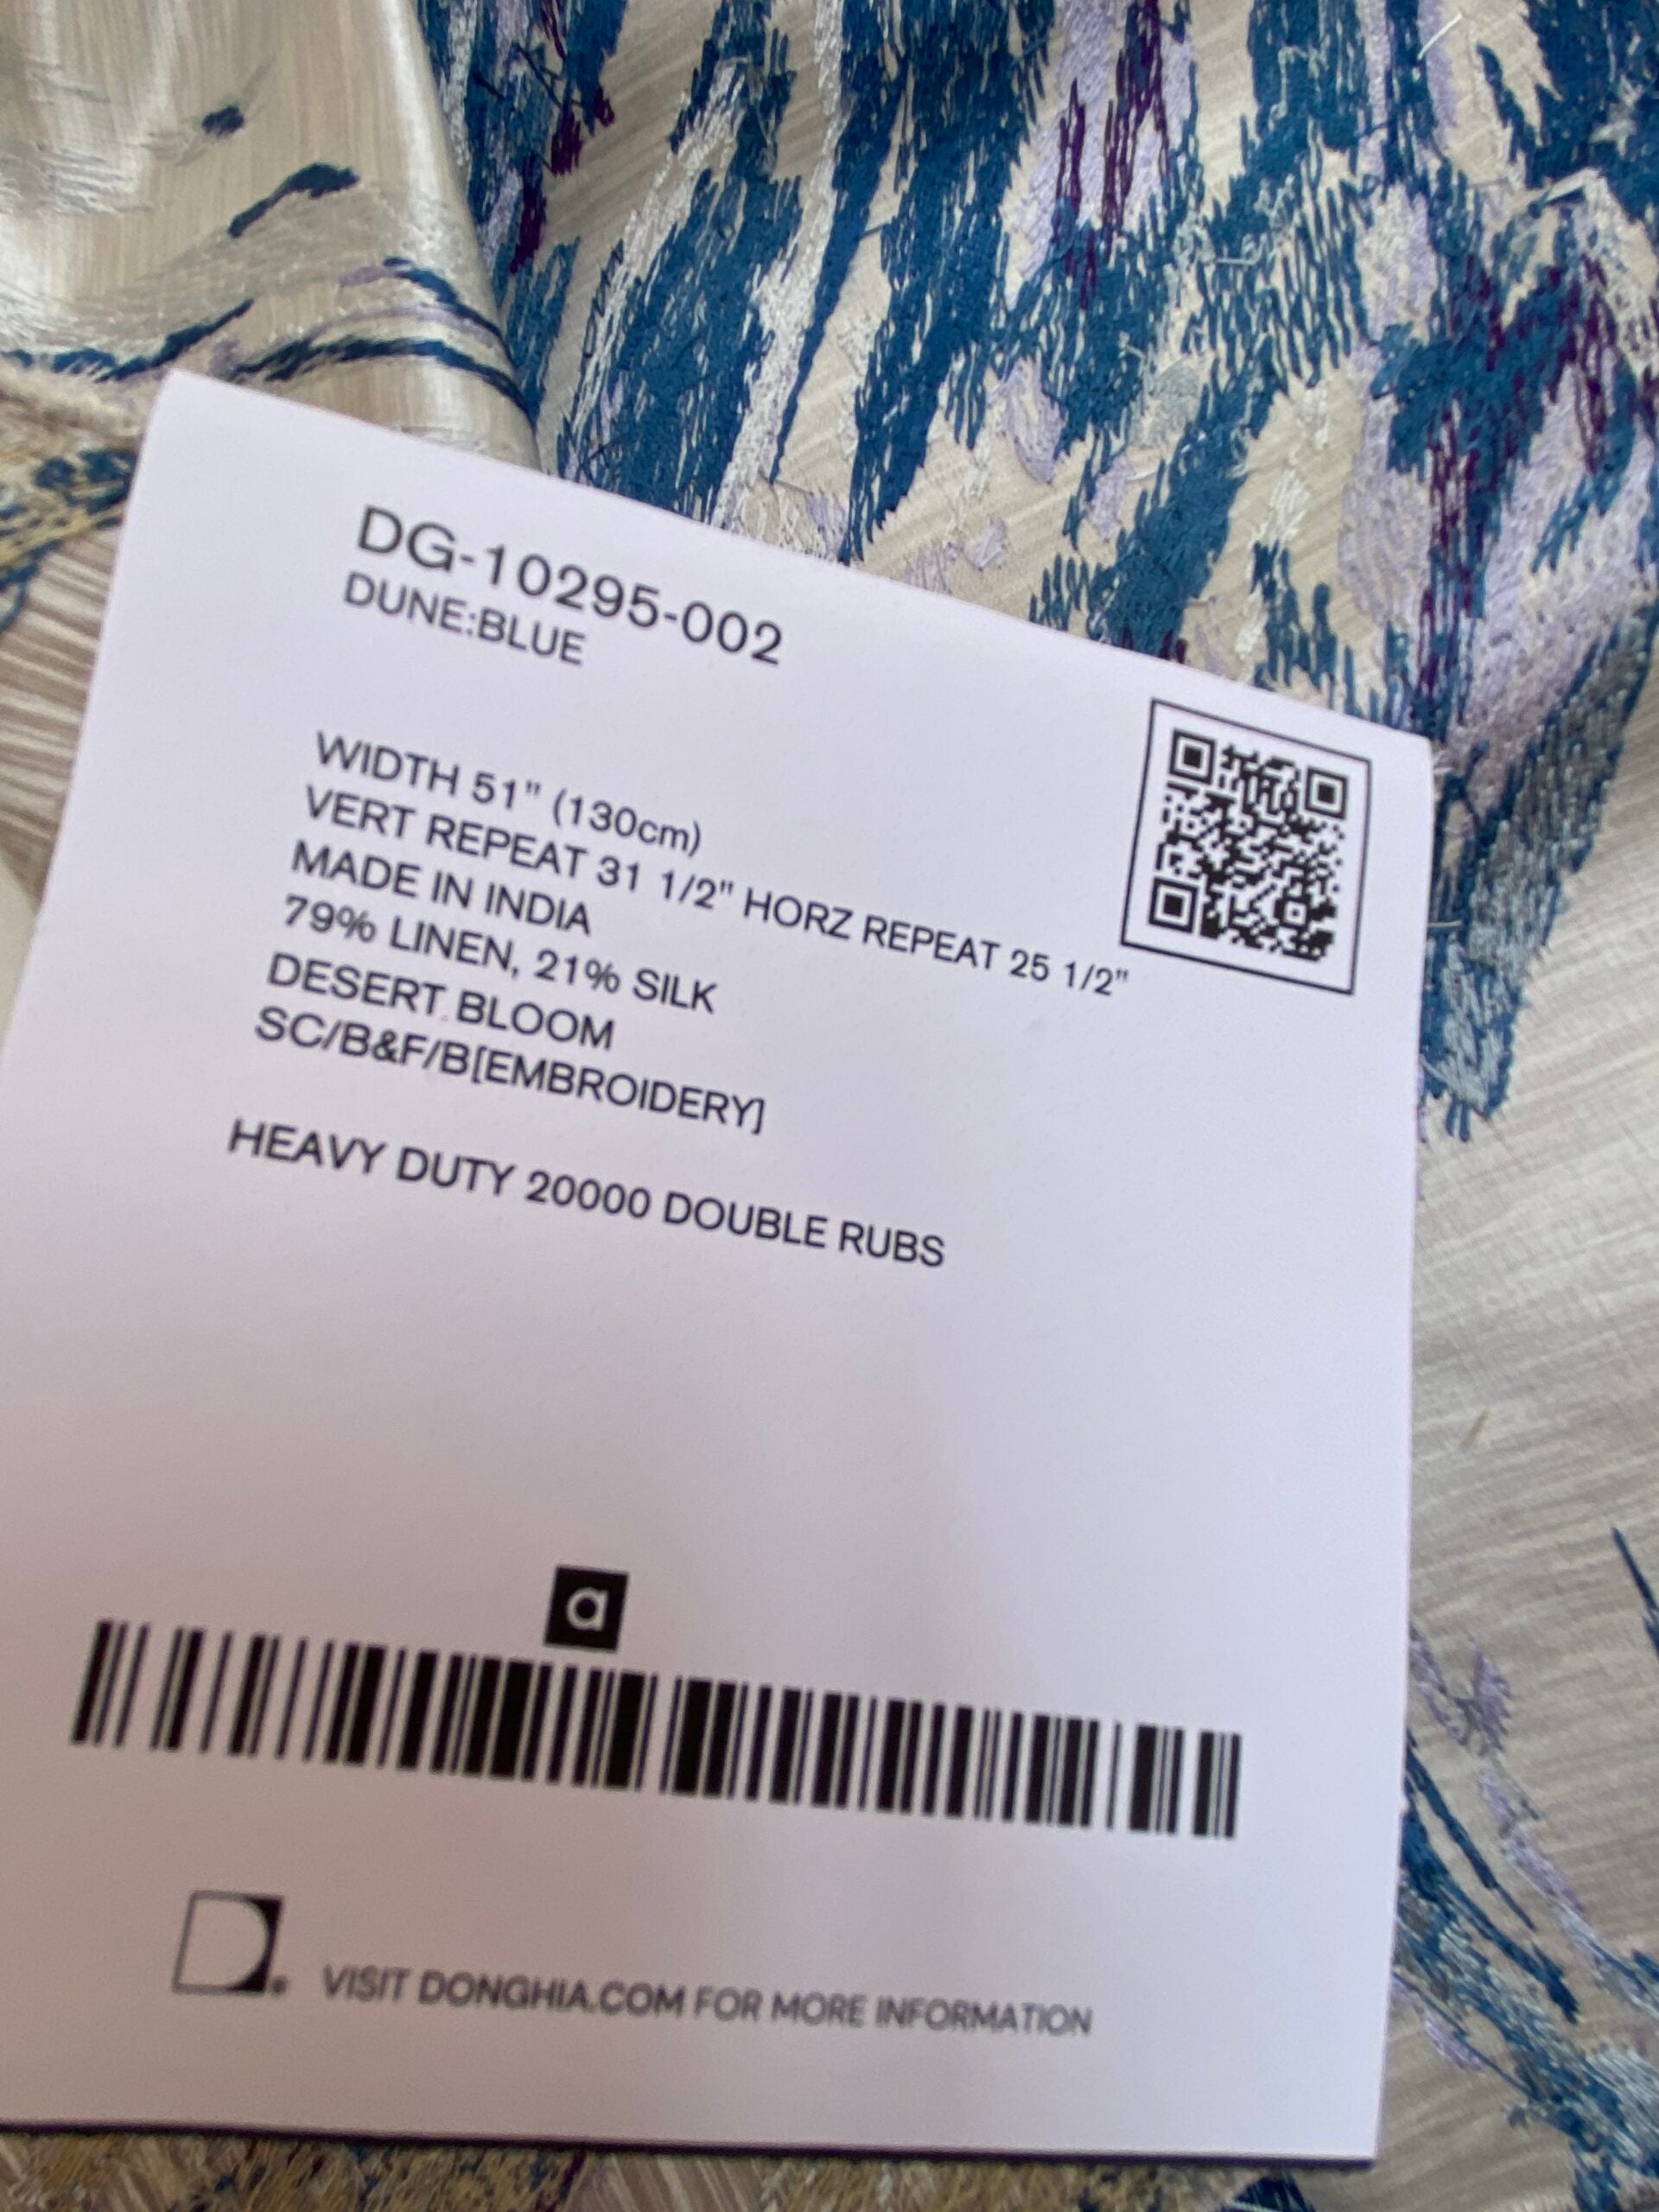 DG-10295-002
DUNE:BLUE
WIDTH 51" (130cm)
VERT REPEAT 31 1/2" HORZ REPEAT 25 1/2"
MADE IN INDIA
79% LINEN, 21% SILK
DESERT BLOOM
SC/B&F/B[EMBROIDERY]
HEAVY DUTY 20000 DOUBLE RUBS
a
D® VISIT DONGHIA.COM FOR MORE INFORMATION